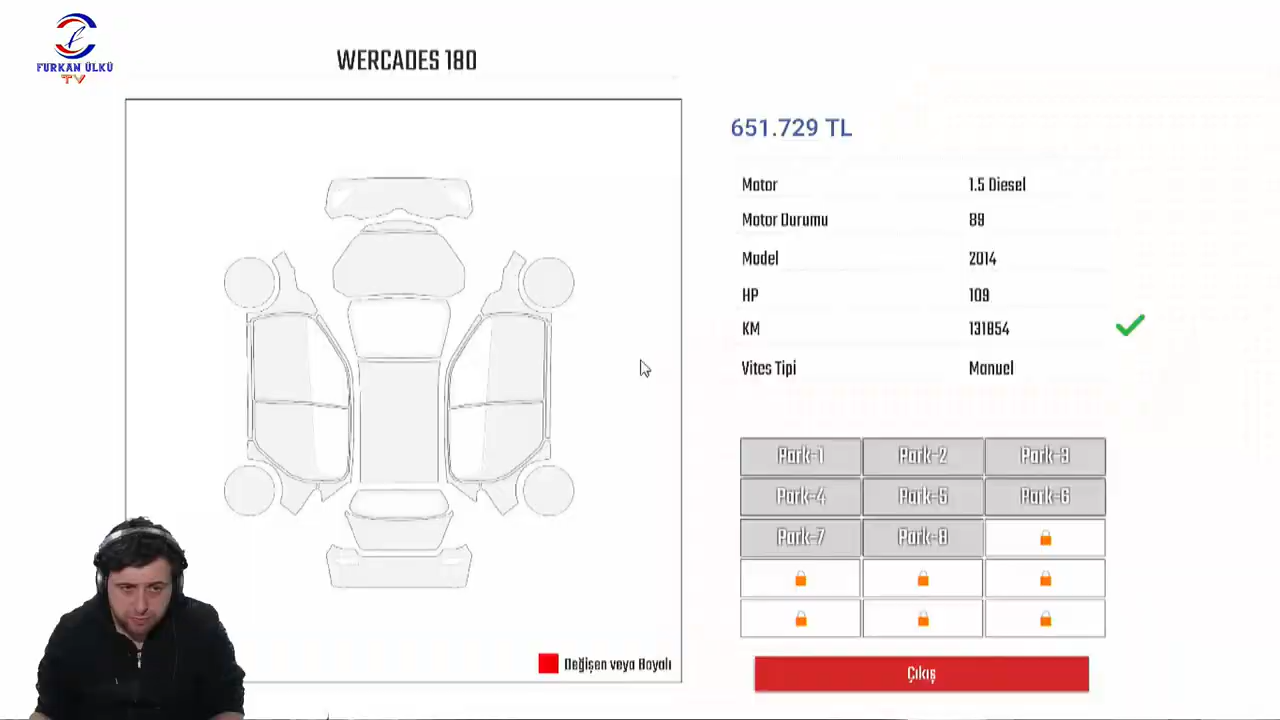 FURKAN ÜLKÜ
TV
WERCADES 180
651.729 TL
Motor 1.5 Diesel
Motor Durumu 89
Model 2014
HP 109
KM 131854
Vites Tipi Manuel
Park-1 Park-2 Park-3
Park-4 Park-5 Park-6
Park-7 Park-8
Değişen veya Boyalı
Çıkış